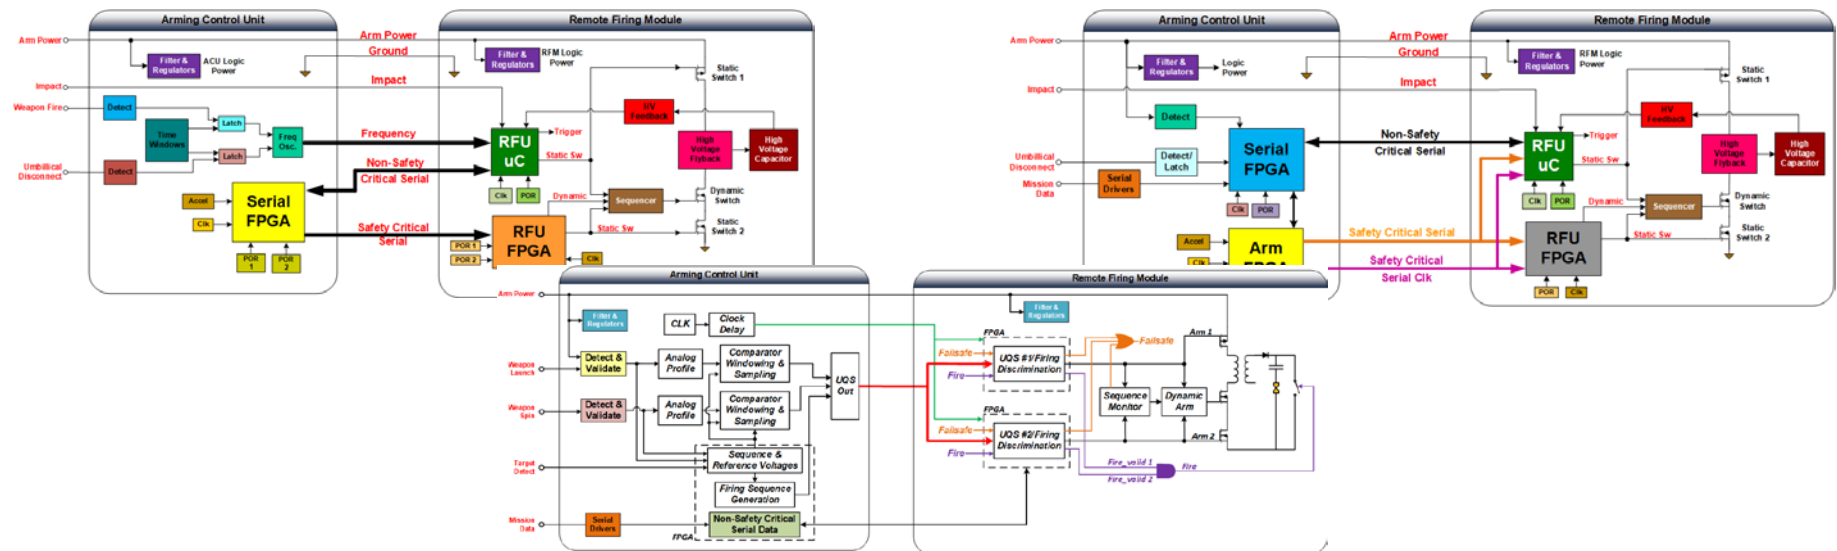 Arming Control Unit
Remote Firing Module
Arm Power
Arm Power
Ground
Filter &
Regulators
ACU Logic
Power
Filter &
Regulators
RFM Logic
Power
Static
Switch 1
Impact
Impact
Weapon Fire
Detect
Latch
Time
Windows
Latch
Freq
Osc.
Frequency
HV
Feedback
RFU
uC
Trigger
Static Sw
High
Voltage
Flyback
High
Voltage
Capacitor
Umbillical
Disconnect
Detect
Non-Safety
Critical Serial
Clk
POR
Accel
Clk
Serial
FPGA
POR
1
POR
2
Dynamic
Sequencer
Dynamic
Switch
Safety Critical
Serial
RFU
FPGA
Static Sw
Static
Switch 2
POR 1
POR 2
Clk
Arming Control Unit
Remote Firing Module
Arm Power
Arm Power
Ground
Filter &
Regulators
Logic
Power
Filter &
Regulators
RFM Logic
Power
Static
Switch 1
Impact
Impact
Detect
HV
Feedback
Serial
FPGA
Non-Safety
Critical Serial
RFU
uC
Trigger
Static Sw
High
Voltage
Flyback
High
Voltage
Capacitor
Umbillical
Disconnect
Detect/
Latch
Mission
Data
Serial
Drivers
Clk
POR
Clk
POR
Dynamic
Sequencer
Dynamic
Switch
Accel
Clk
Arm
Safety Critical Serial
RFU
FPGA
Static Sw
Static
Switch 2
Safety Critical
Serial Clk
POR
Clk
Arming Control Unit
Remote Firing Module
Arm Power
Filter &
Regulators
CLK
Clock
Delay
Filter &
Regulators
Weapon
Launch
Detect &
Validate
Analog
Profile
Comparator
Windowing &
Sampling
UQS
Out
Weapon
Spin
Detect &
Validate
Analog
Profile
Comparator
Windowing &
Sampling
Target
Detect
Sequence &
Reference Voltages
Firing Sequence
Generation
Mission
Data
Serial
Drivers
Non-Safety Critical
Serial Data
FPGA
FPGA
Failsafe
Fire
UQS #1/Firing
Discrimination
Failsafe
Arm 1
Sequence
Monitor
Dynamic
Arm
FPGA
Failsafe
Fire
UQS #2/Firing
Discrimination
Arm 2
Fire_valid 1
Fire_valid 2
Fire